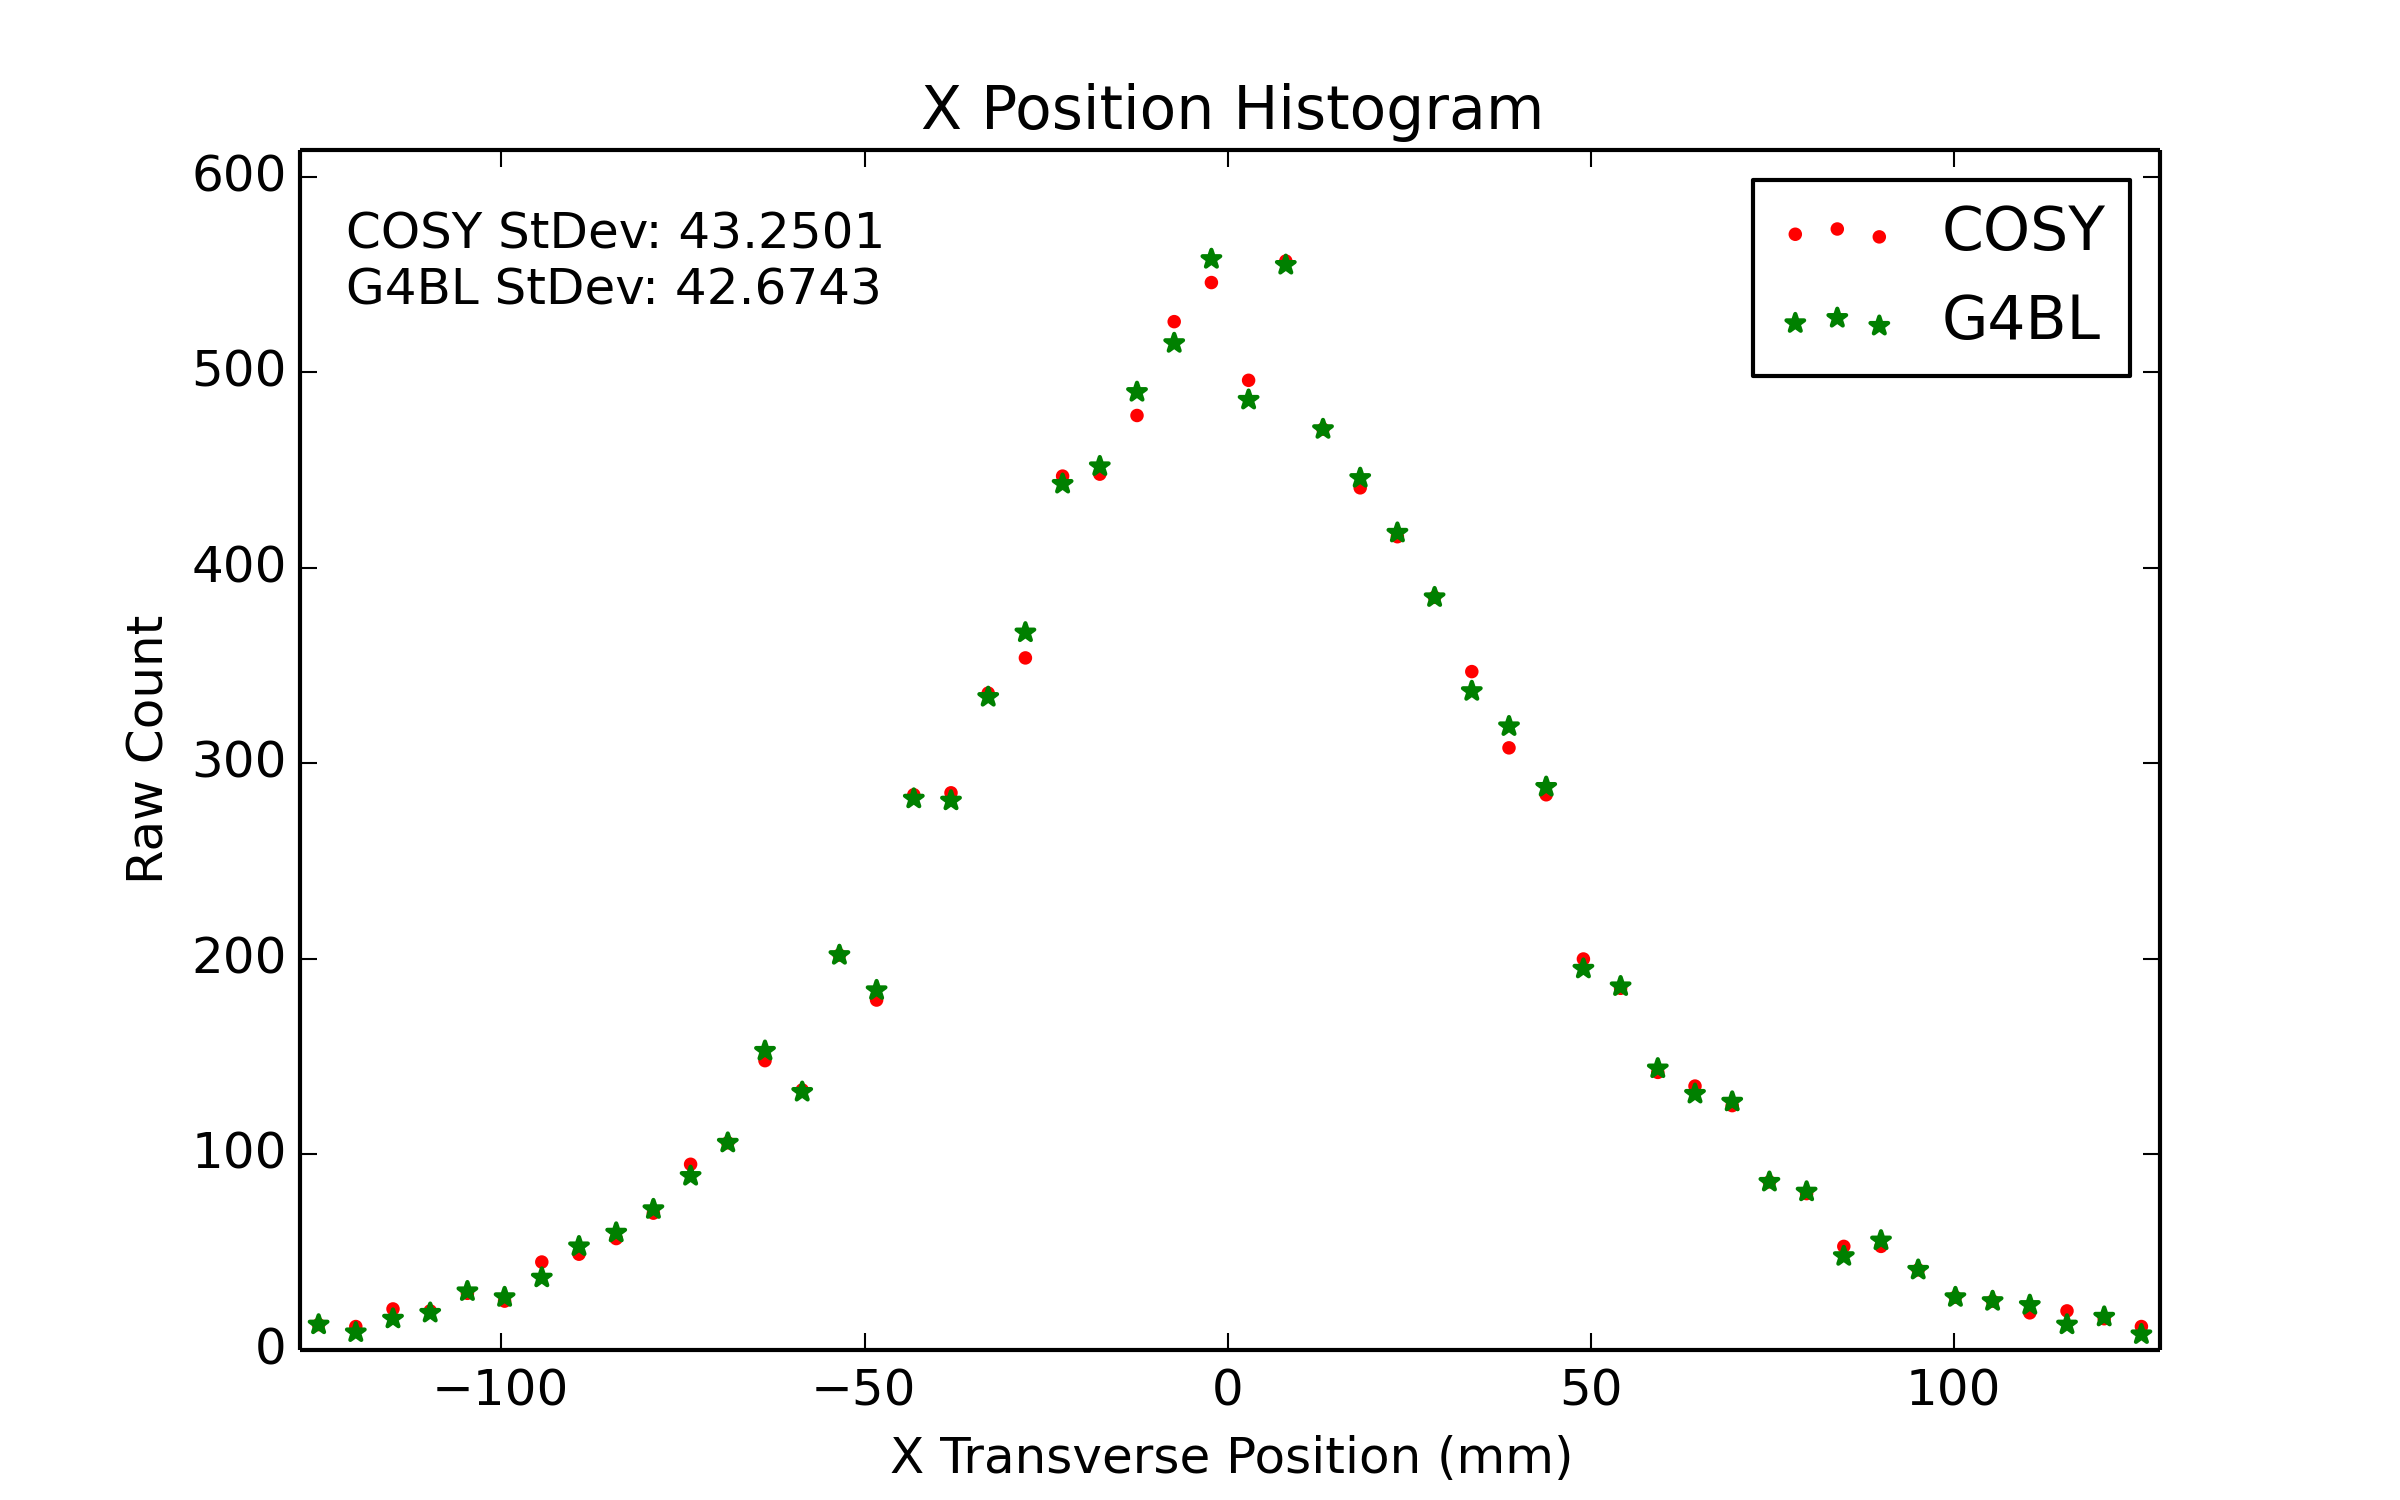 X Position Histogram
COSY StDev: 43.2501
G4BL StDev: 42.6743
COSY
G4BL
600
500
400
300
200
100
0
Raw Count
−100
−50
0
50
100
X Transverse Position (mm)